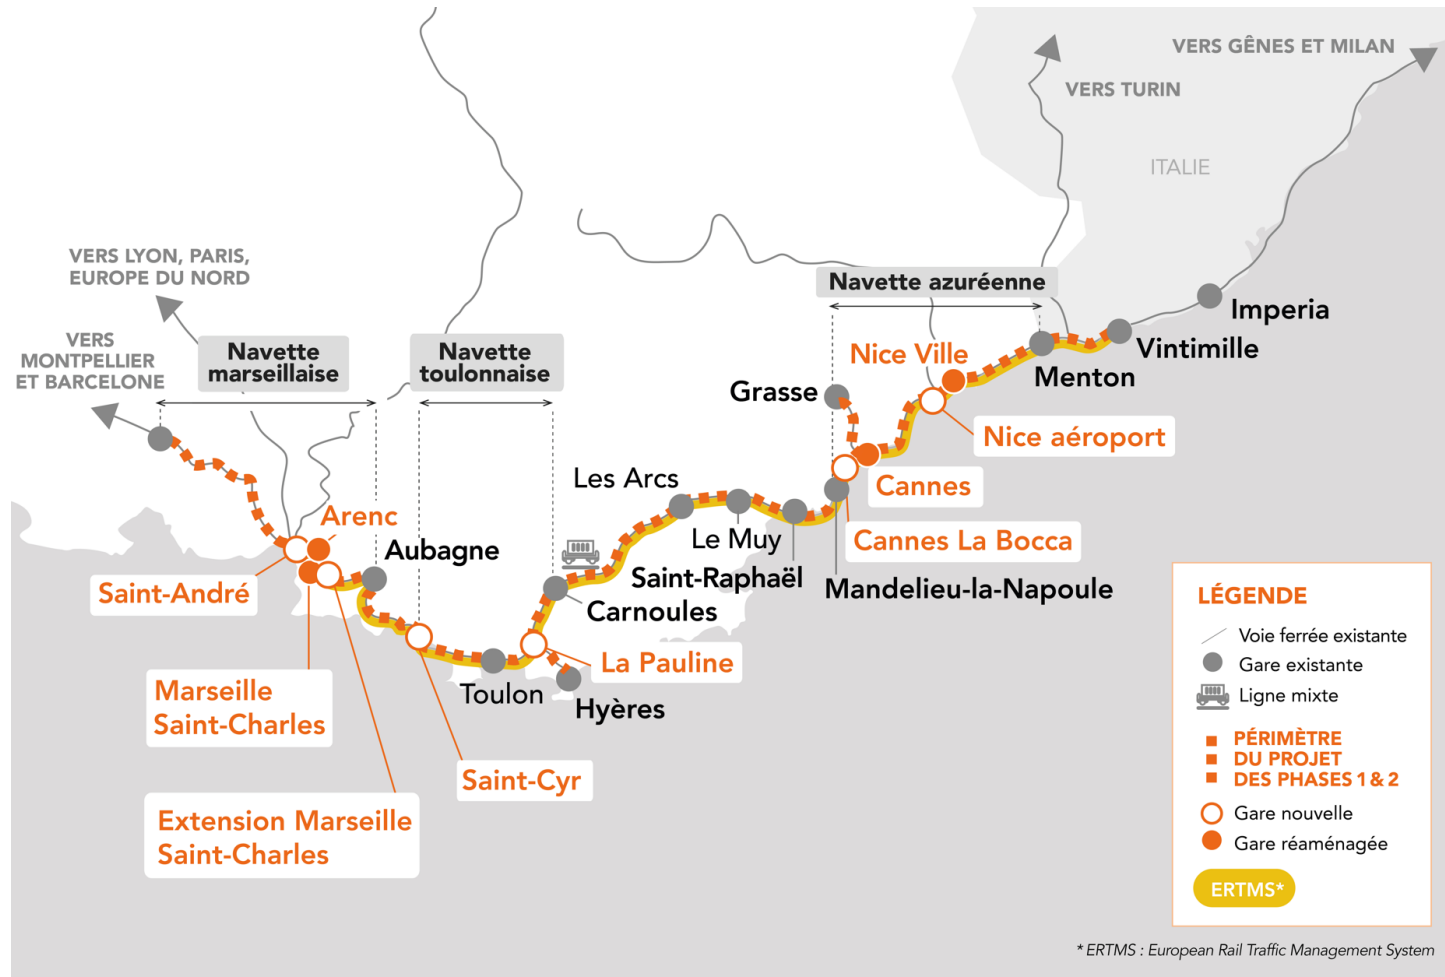 VERS GÊNES ET MILAN
VERS TURIN
ITALIE
VERS LYON, PARIS,
EUROPE DU NORD
VERS
MONTPELLIER
ET BARCELONE
Navette
marseillaise
Navette
toulonnaise
Navette azuréenne
Imperia
Vintimille
Menton
Nice Ville
Grasse
Nice aéroport
Cannes
Cannes La Bocca
Mandelieu-la-Napoule
Les Arcs
Le Muy
Saint-Raphaël
Carnoules
Arenc
Aubagne
Saint-André
La Pauline
Toulon
Hyères
Marseille
Saint-Charles
Saint-Cyr
Extension Marseille
Saint-Charles
LÉGENDE
Voie ferrée existante
Gare existante
Ligne mixte
PÉRIMÈTRE
DU PROJET
DES PHASES 1 & 2
Gare nouvelle
Gare réaménagée
ERTMS*
* ERTMS : European Rail Traffic Management System